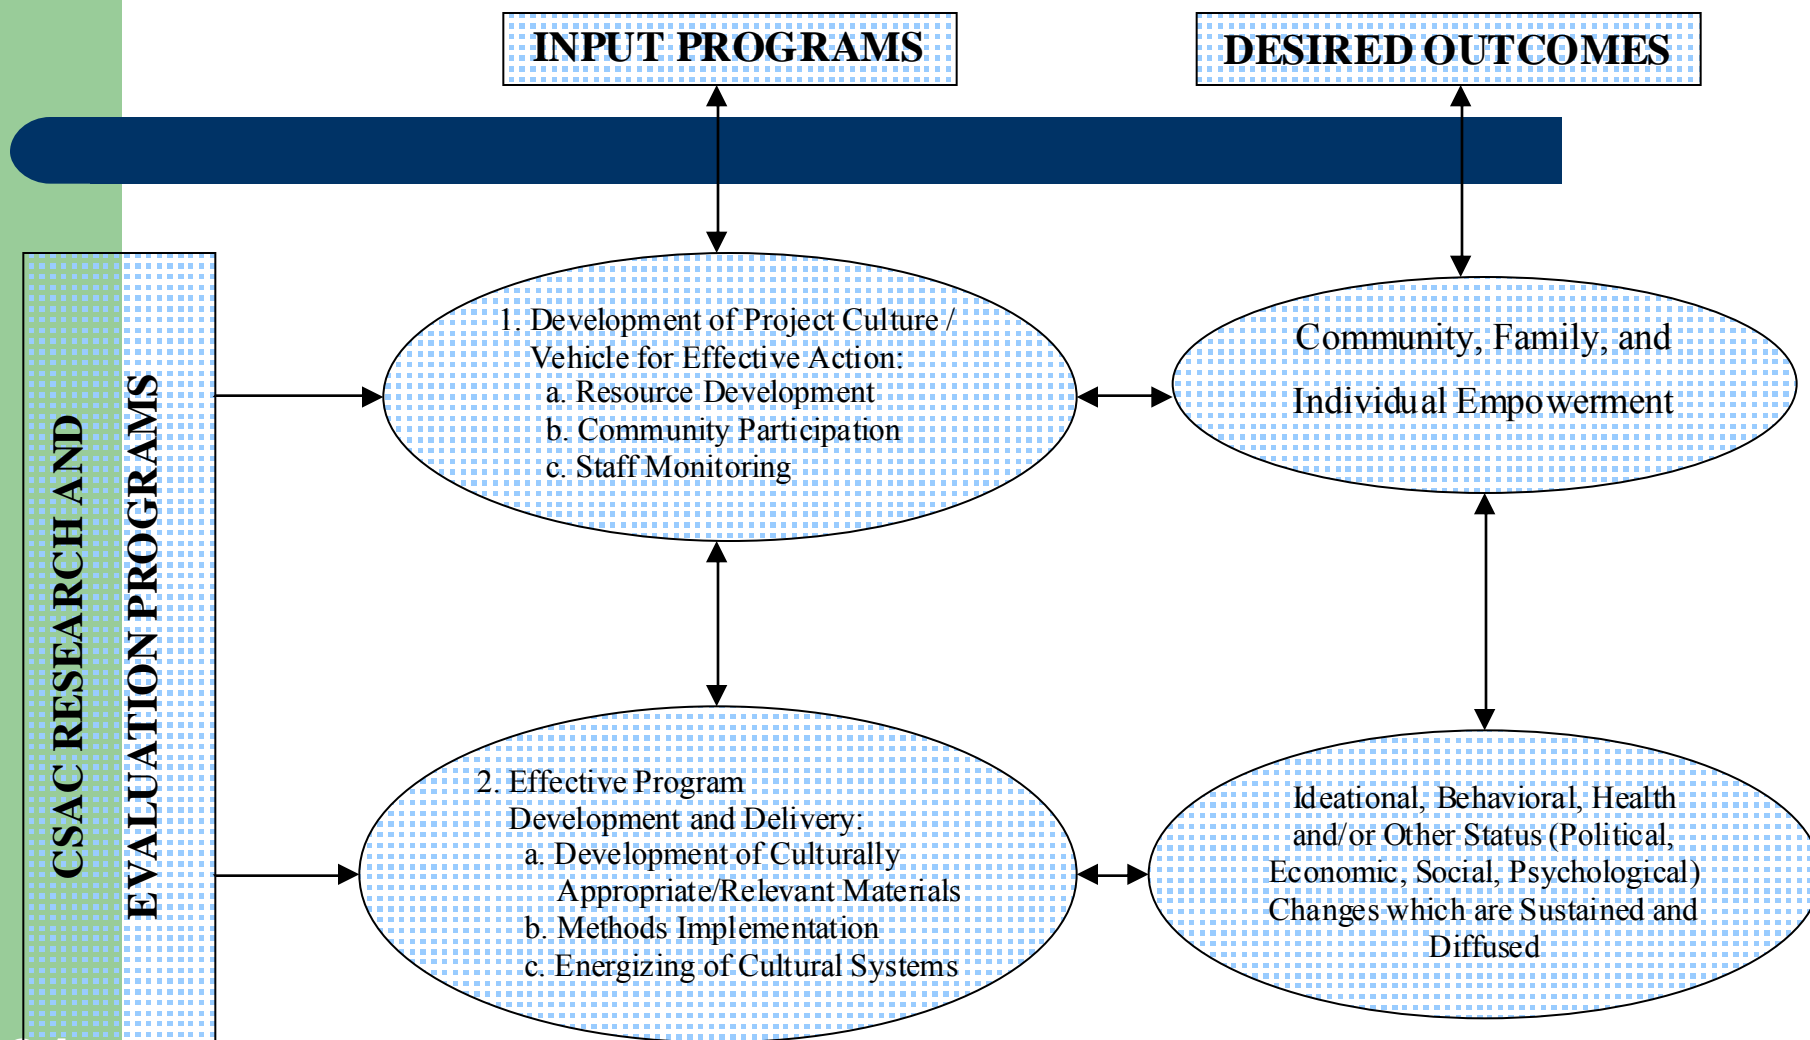 INPUT PROGRAMS
DESIRED OUTCOMES
CSAC RESEARCH AND
EVALUATION PROGRAMS
1. Development of Project Culture /
Vehicle for Effective Action:
a. Resource Development
b. Community Participation
c. Staff Monitoring
Community, Family, and
Individual Empowerment
2. Effective Program
Development and Delivery:
a. Development of Culturally
Appropriate/Relevant Materials
b. Methods Implementation
c. Energizing of Cultural Systems
Ideational, Behavioral, Health
and/or Other Status (Political,
Economic, Social, Psychological)
Changes which are Sustained and
Diffused